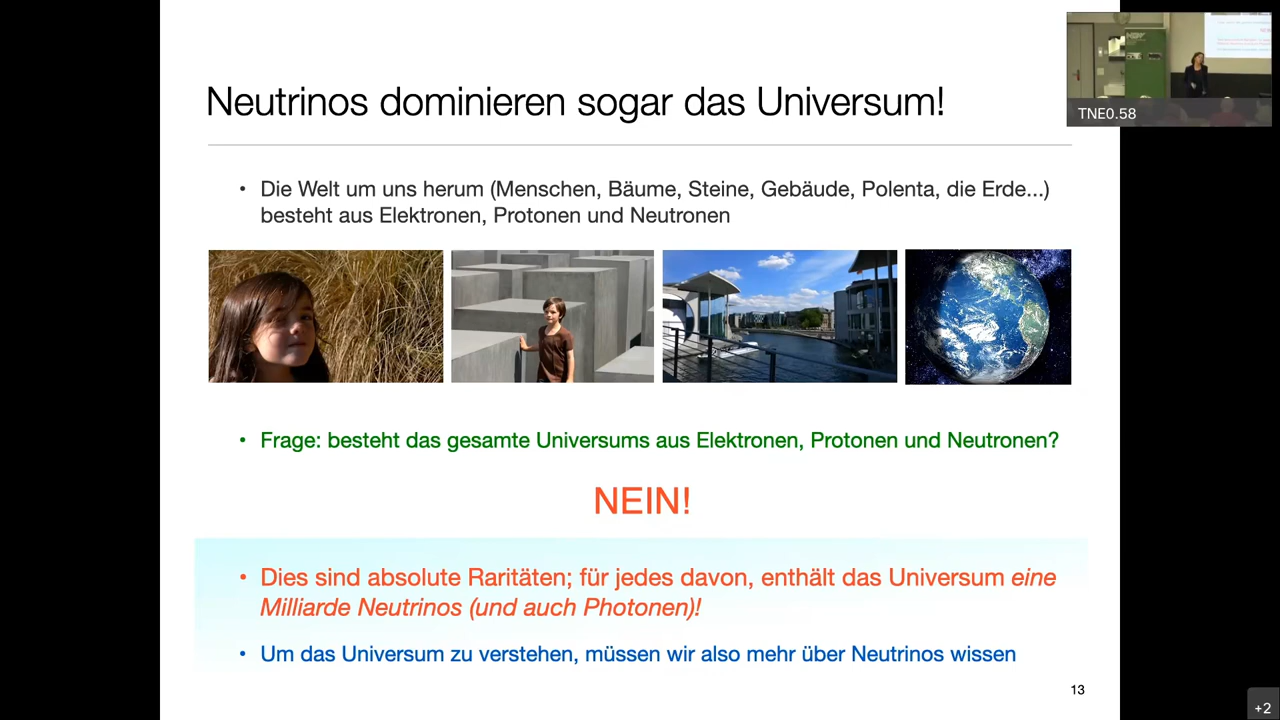 Neutrinos dominieren sogar das Universum!
TNE0.58
• Die Welt um uns herum (Menschen, Bäume, Steine, Gebäude, Polenta, die Erde...)
besteht aus Elektronen, Protonen und Neutronen
• Frage: besteht das gesamte Universums aus Elektronen, Protonen und Neutronen?
NEIN!
• Dies sind absolute Raritäten; für jedes davon, enthält das Universum eine
Milliarde Neutrinos (und auch Photonen)!
• Um das Universum zu verstehen, müssen wir also mehr über Neutrinos wissen
13
+2